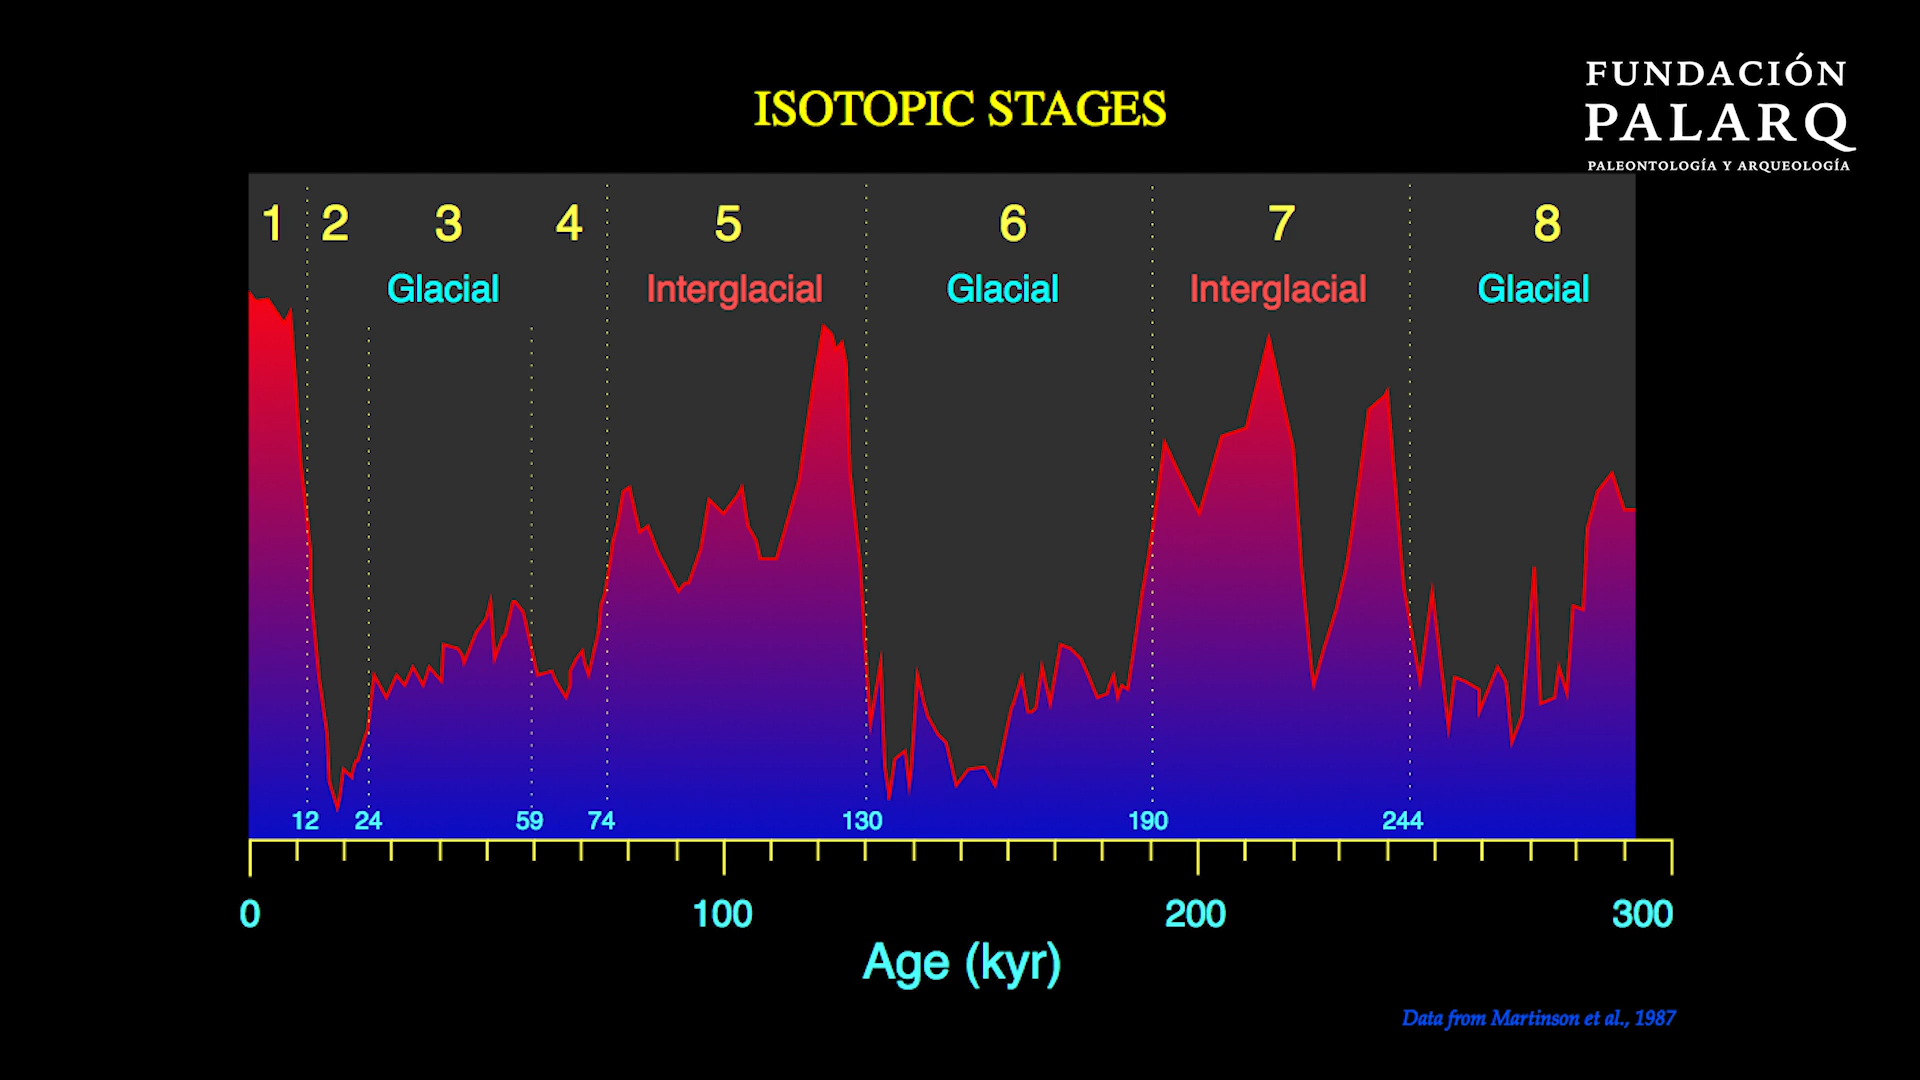 FUNDACIÓN
PALARQ
PALEONTOLOGÍA Y ARQUEOLOGÍA
ISOTOPIC STAGES
1 2 3 4 5 6 7 8
Glacial Interglacial Glacial Interglacial Glacial
12 24 59 74 130 190 244
0 100 200 300
Age (kyr)
Data from Martinson et al., 1987